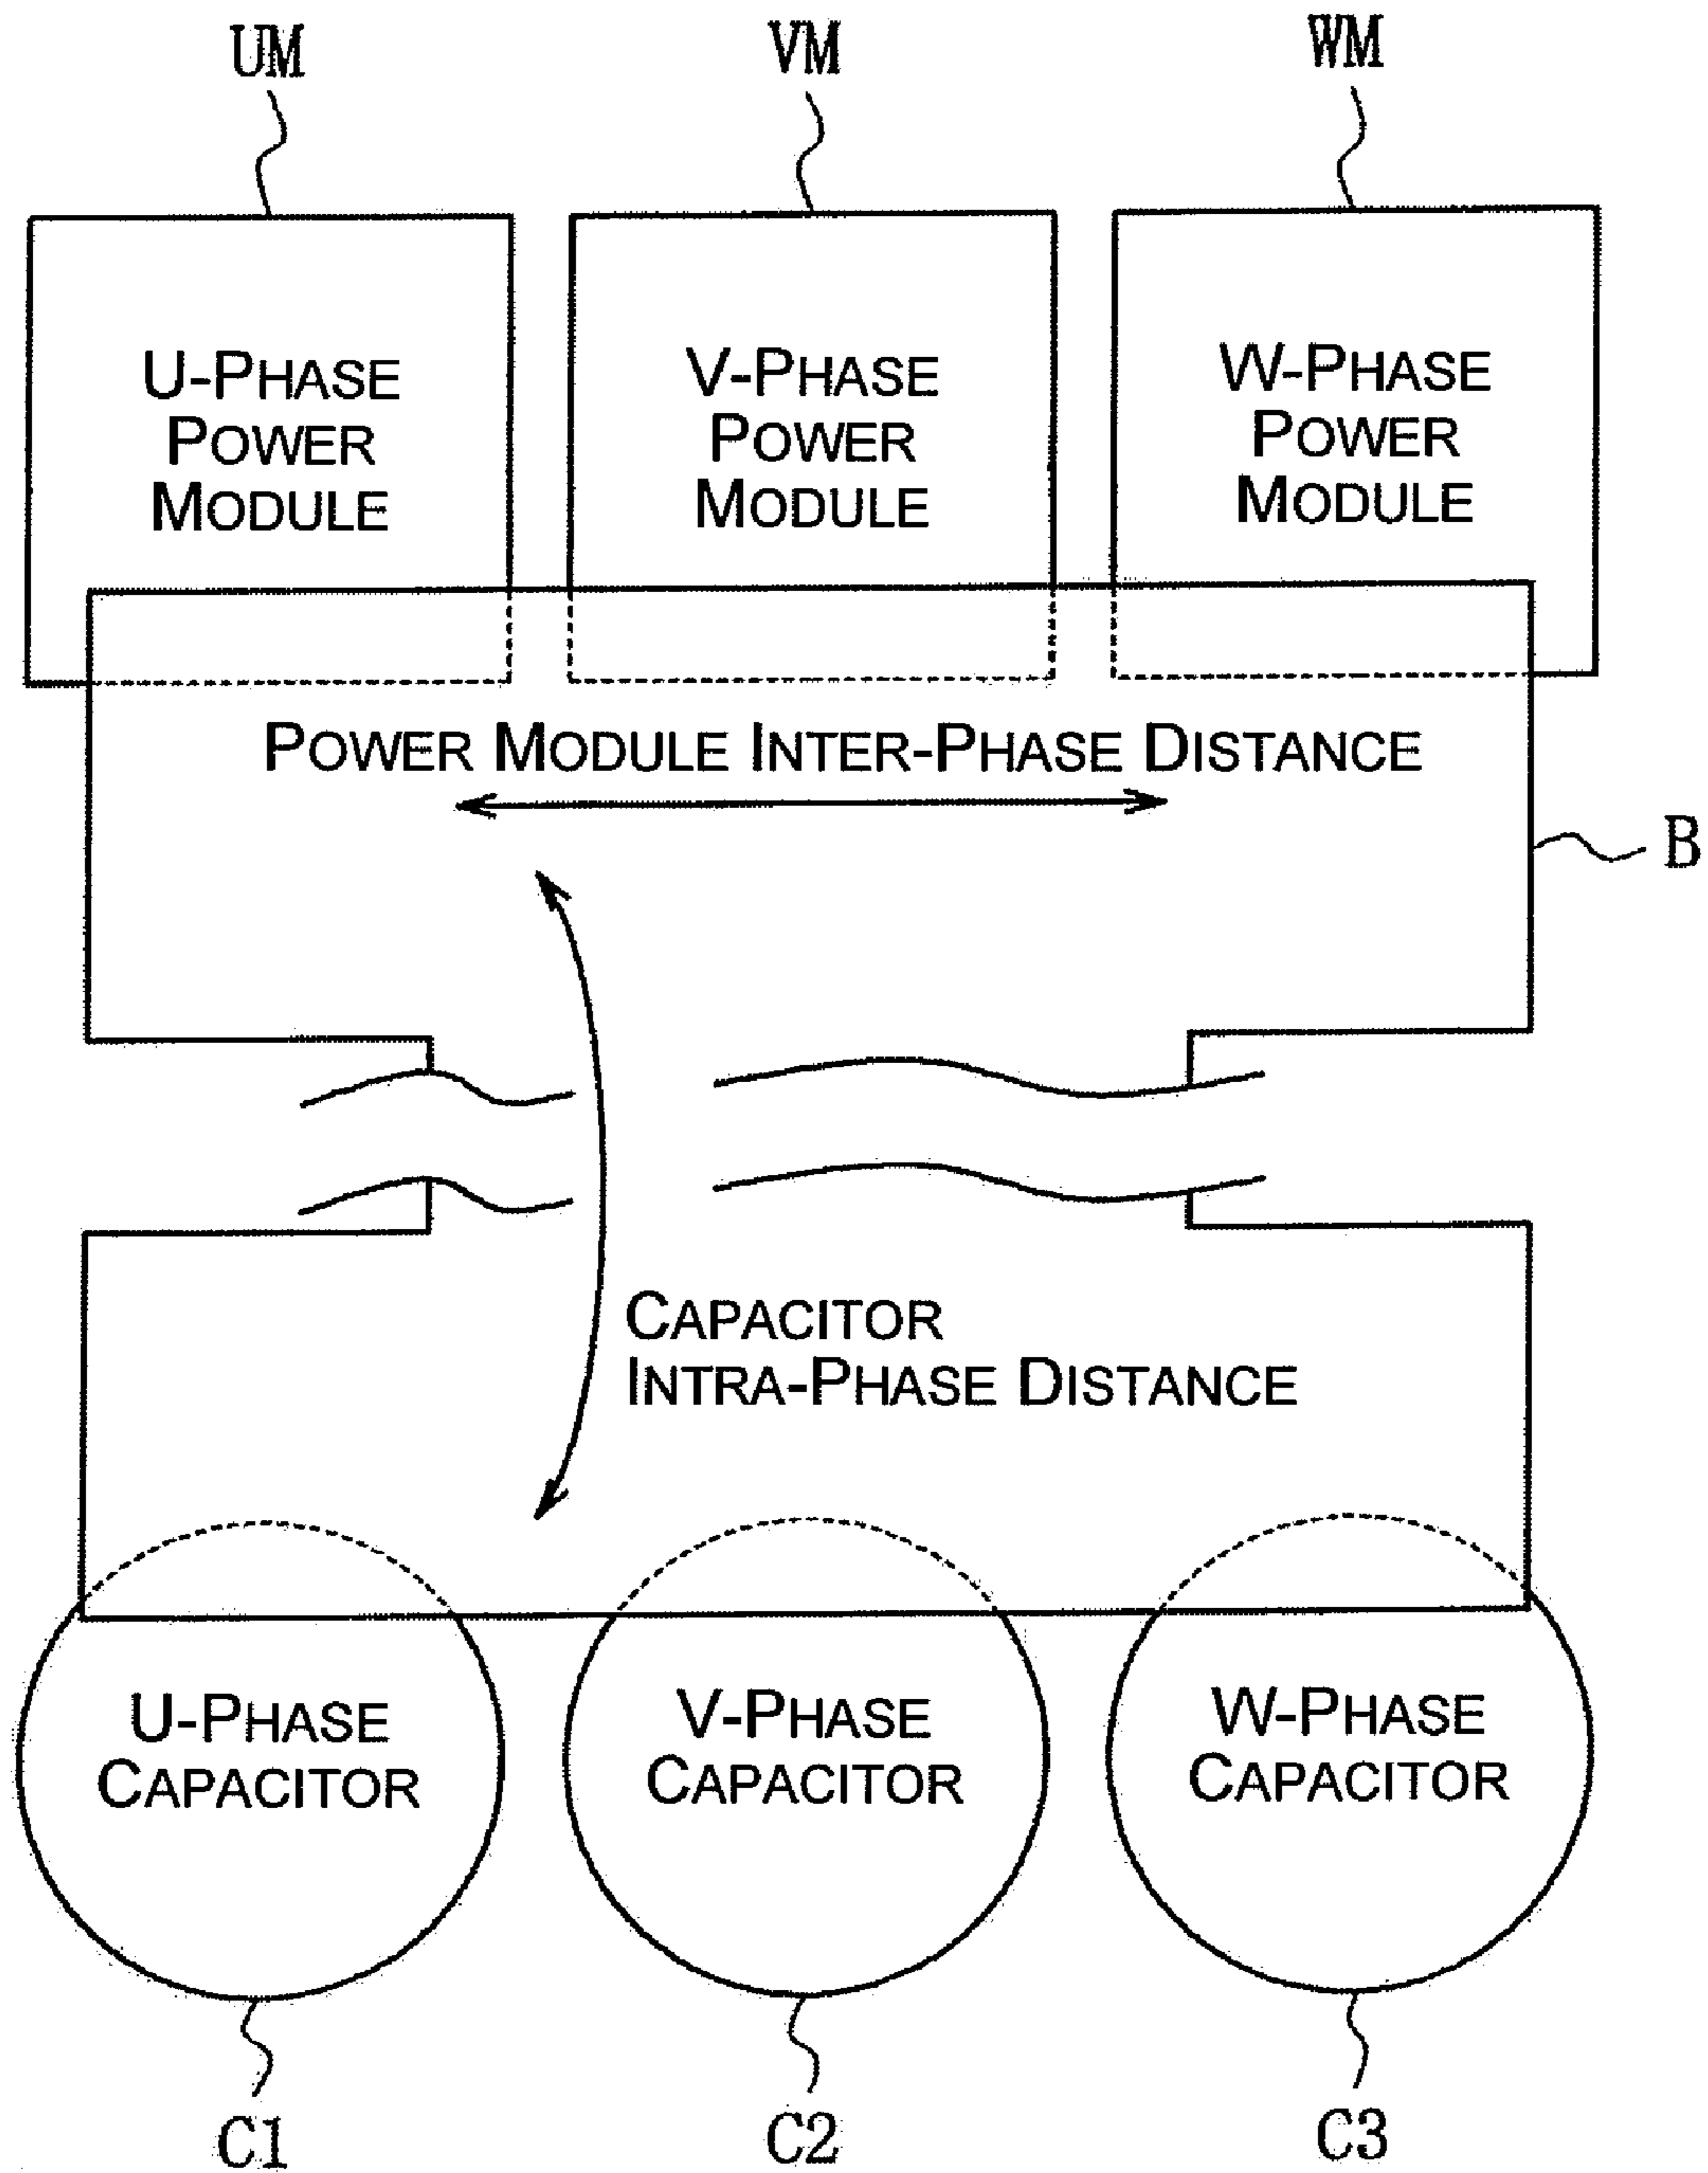 UM
VM
WM
U-PHASE
POWER
MODULE
V-PHASE
POWER
MODULE
W-PHASE
POWER
MODULE
POWER MODULE INTER-PHASE DISTANCE
B
CAPACITOR
INTRA-PHASE DISTANCE
U-PHASE
CAPACITOR
V-PHASE
CAPACITOR
W-PHASE
CAPACITOR
C1
C2
C3